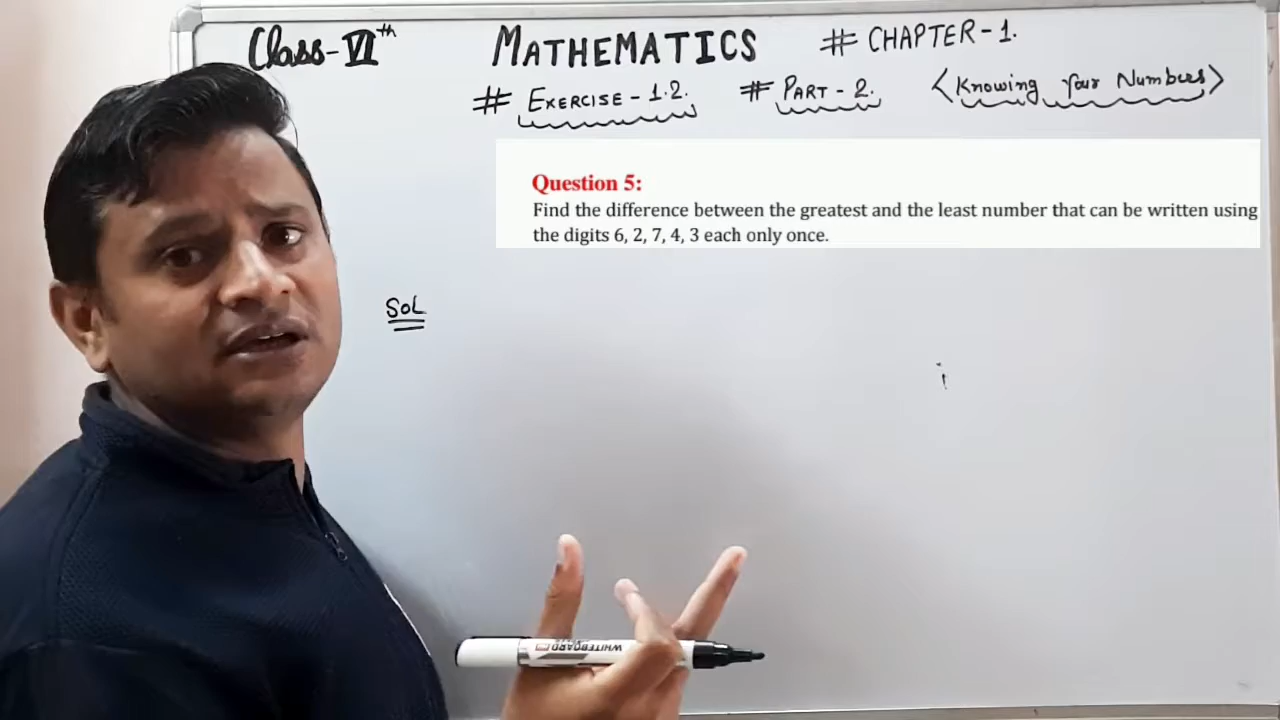 Class-VIth MATHEMATICS # CHAPTER-1.
# EXERCISE-1.2. # PART-2. <Knowing Your Numbers>
Question 5:
Find the difference between the greatest and the least number that can be written using
the digits 6, 2, 7, 4, 3 each only once.
SOL
WHITEBOARD